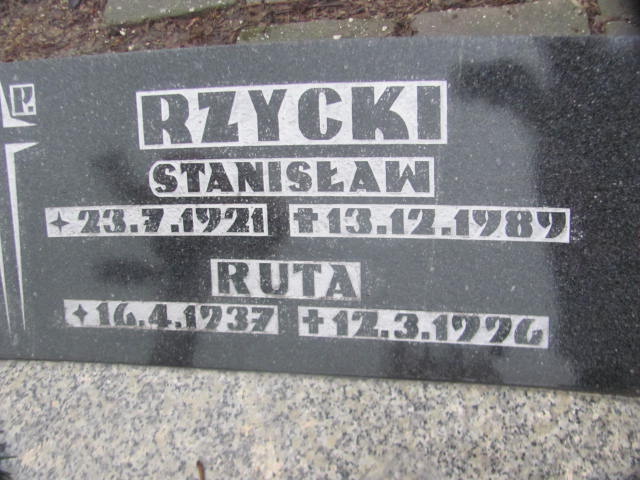 P.
RZYCKI
STANISŁAW
23.7.1921 ✝13.12.1989
RUTA
16.4.1937 ✝12.3.1996